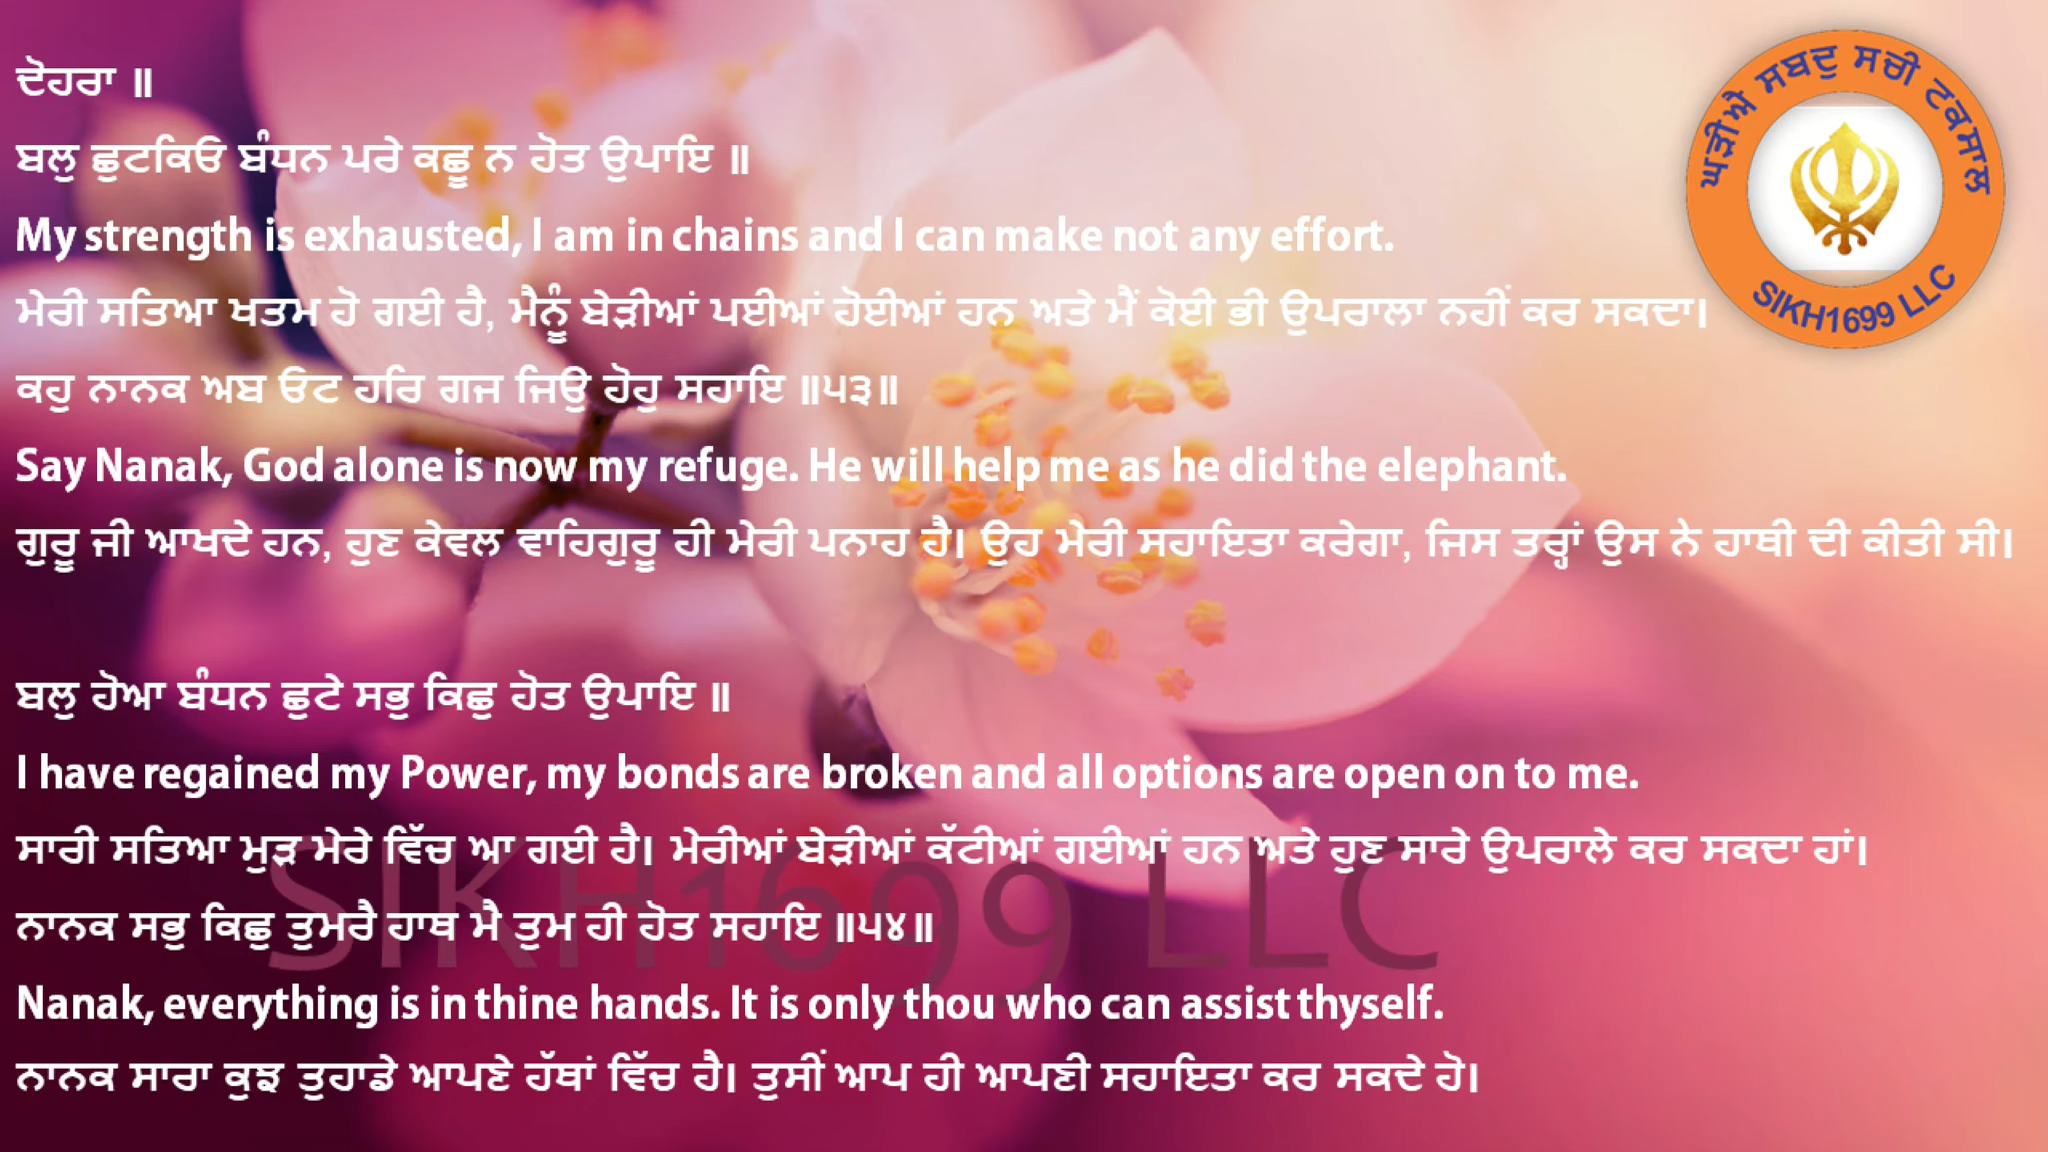 ਦੋਹਰਾ ॥
ਬਲੁ ਛੁਟਕਿਓ ਬੰਧਨ ਪਰੇ ਕਛੂ ਨ ਹੋਤ ਉਪਾਇ ॥
My strength is exhausted, I am in chains and I can make not any effort.
ਮੇਰੀ ਸਤਿਆ ਖਤਮ ਹੋ ਗਈ ਹੈ, ਮੈਨੂੰ ਬੇੜੀਆਂ ਪਈਆਂ ਹੋਈਆਂ ਹਨ ਅਤੇ ਮੈਂ ਕੋਈ ਭੀ ਉਪਰਾਲਾ ਨਹੀਂ ਕਰ ਸਕਦਾ।
ਕਹੁ ਨਾਨਕ ਅਬ ਓਟ ਹਰਿ ਗਜ ਜਿਉ ਹੋਹੁ ਸਹਾਇ ॥੫੩॥
Say Nanak, God alone is now my refuge. He will help me as he did the elephant.
ਗੁਰੂ ਜੀ ਆਖਦੇ ਹਨ, ਹੁਣ ਕੇਵਲ ਵਾਹਿਗੁਰੂ ਹੀ ਮੇਰੀ ਪਨਾਹ ਹੈ। ਉਹ ਮੇਰੀ ਸਹਾਇਤਾ ਕਰੇਗਾ, ਜਿਸ ਤਰ੍ਹਾਂ ਉਸ ਨੇ ਹਾਥੀ ਦੀ ਕੀਤੀ ਸੀ।
ਬਲੁ ਹੋਆ ਬੰਧਨ ਛੁਟੇ ਸਭੁ ਕਿਛੁ ਹੋਤ ਉਪਾਇ ॥
I have regained my Power, my bonds are broken and all options are open on to me.
ਸਾਰੀ ਸਤਿਆ ਮੁੜ ਮੇਰੇ ਵਿੱਚ ਆ ਗਈ ਹੈ। ਮੇਰੀਆਂ ਬੇੜੀਆਂ ਕੱਟੀਆਂ ਗਈਆਂ ਹਨ ਅਤੇ ਹੁਣ ਸਾਰੇ ਉਪਰਾਲੇ ਕਰ ਸਕਦਾ ਹਾਂ।
ਨਾਨਕ ਸਭੁ ਕਿਛੁ ਤੁਮਰੈ ਹਾਥ ਮੈ ਤੁਮ ਹੀ ਹੋਤ ਸਹਾਇ ॥੫੪॥
Nanak, everything is in thine hands. It is only thou who can assist thyself.
ਨਾਨਕ ਸਾਰਾ ਕੁਝ ਤੁਹਾਡੇ ਆਪਣੇ ਹੱਥਾਂ ਵਿੱਚ ਹੈ। ਤੁਸੀਂ ਆਪ ਹੀ ਆਪਣੀ ਸਹਾਇਤਾ ਕਰ ਸਕਦੇ ਹੋ।
ਘੜੀਐ ਸਬਦੁ ਸਚੀ ਟਕਸਾਲ
SIKH1699 LLC
SIKH1699 LLC